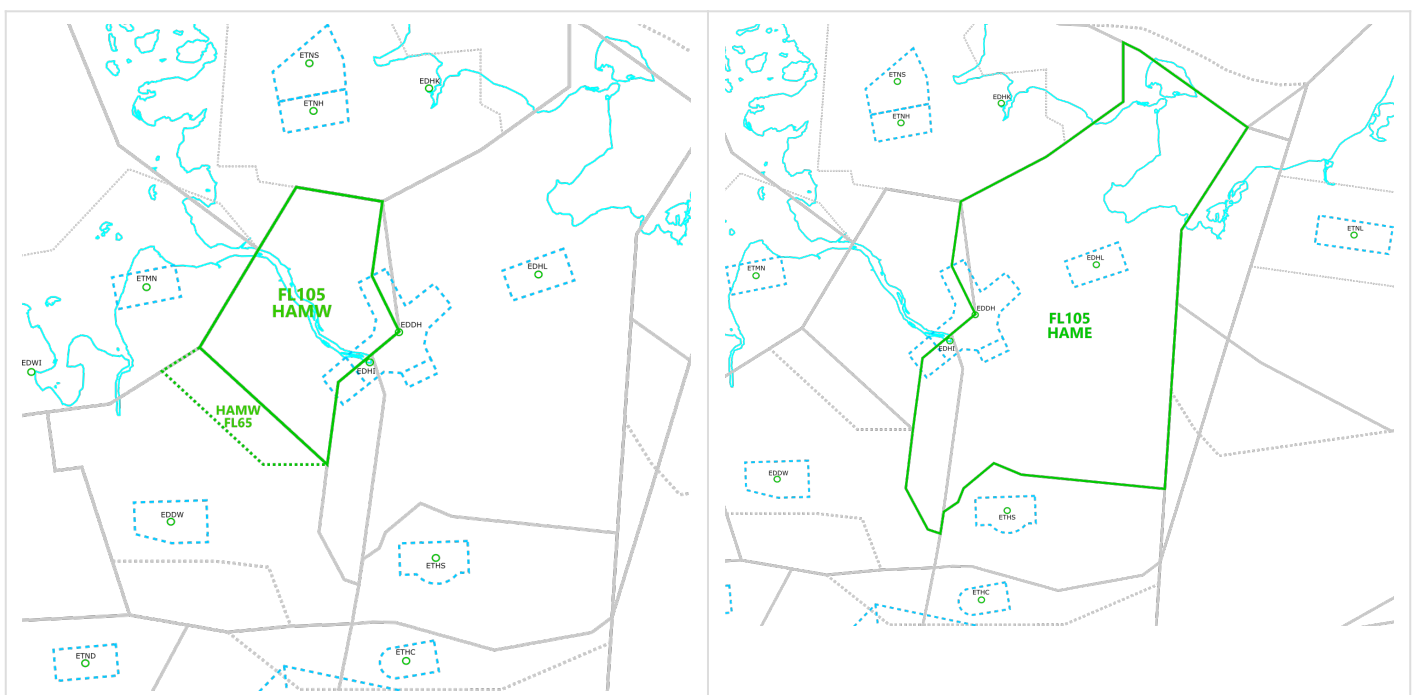 ETNS
EDHK
ETNH
ETMN
EDHL
FL105
HAMW
EDDH
EDWI
EDHI
HAMW
FL65
EDDW
ETHS
ETND
ETHC
ETNS
EDHK
ETNH
ETNL
EDHL
ETMN
EDDH
FL105
HAME
EDHI
EDDW
ETHS
ETHC